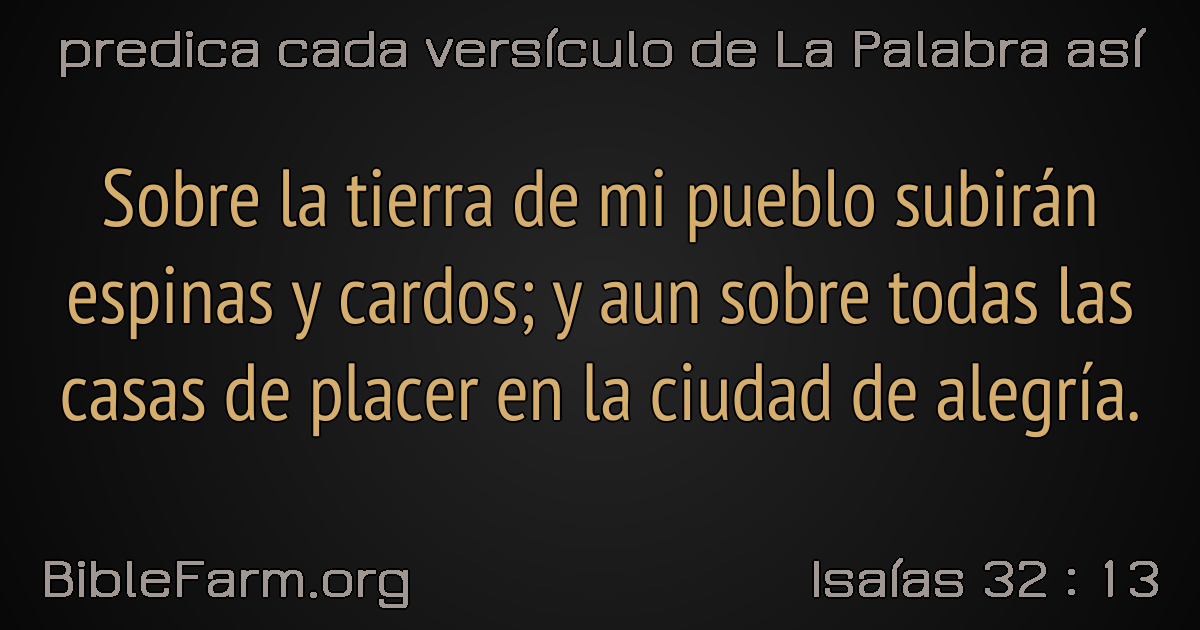 predica cada versículo de La Palabra así
Sobre la tierra de mi pueblo subirán
espinas y cardos; y aun sobre todas las
casas de placer en la ciudad de alegría.
BibleFarm.org
Isaías 32 : 13